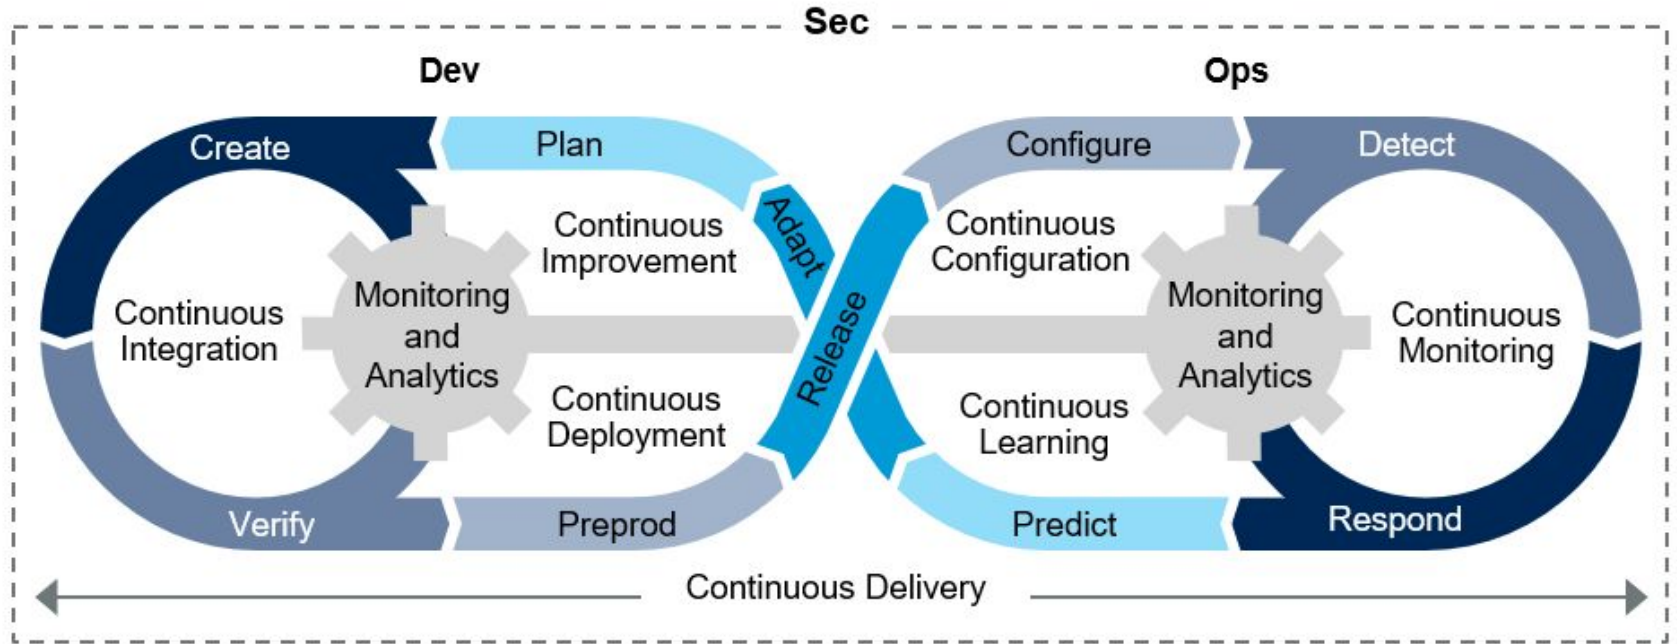 Sec
Dev
Ops
Create
Plan
Configure
Detect
Adapt
Continuous
Improvement
Continuous
Configuration
Monitoring
and
Analytics
Monitoring
and
Analytics
Continuous
Integration
Release
Continuous
Monitoring
Continuous
Deployment
Continuous
Learning
Verify
Preprod
Predict
Respond
Continuous Delivery